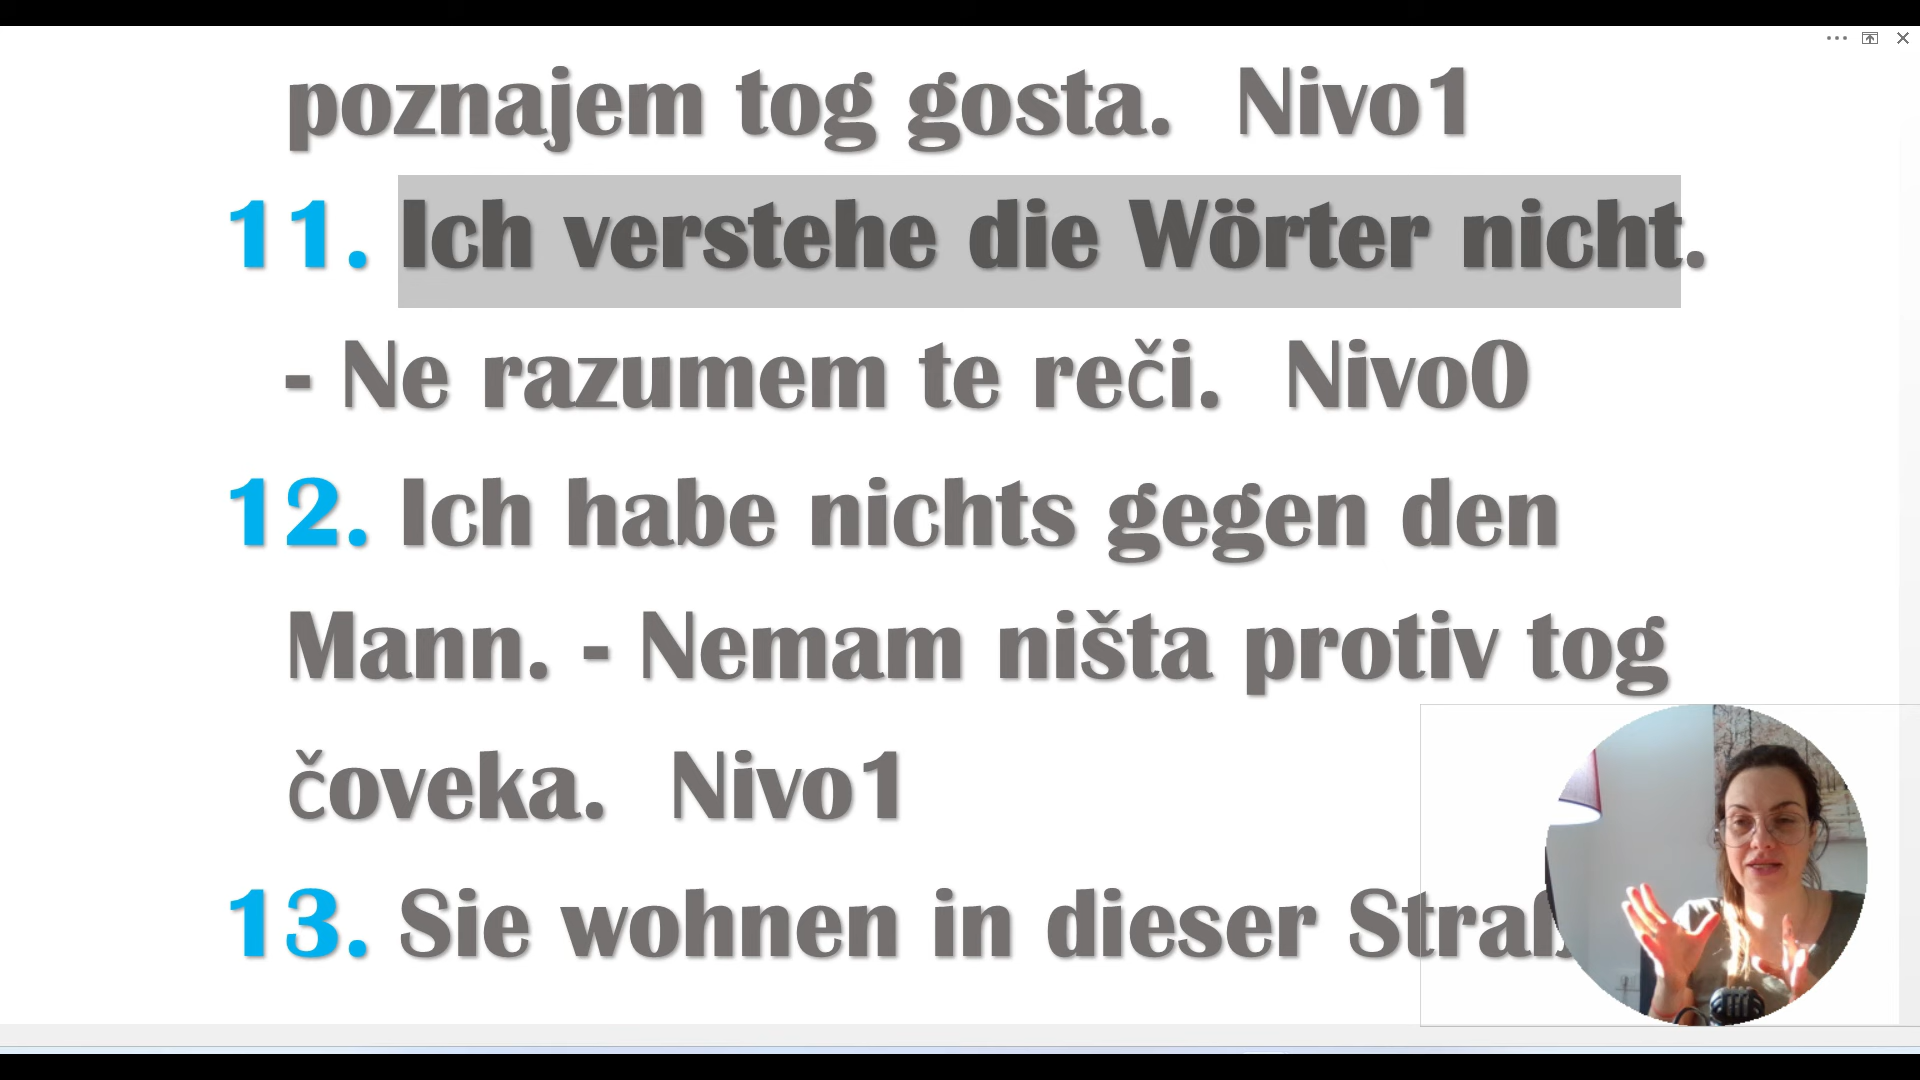 poznajem tog gosta. Nivo1
11. Ich verstehe die Wörter nicht.
- Ne razumem te reči. Nivo0
12. Ich habe nichts gegen den
Mann. - Nemam ništa protiv tog
čoveka. Nivo1
13. Sie wohnen in dieser